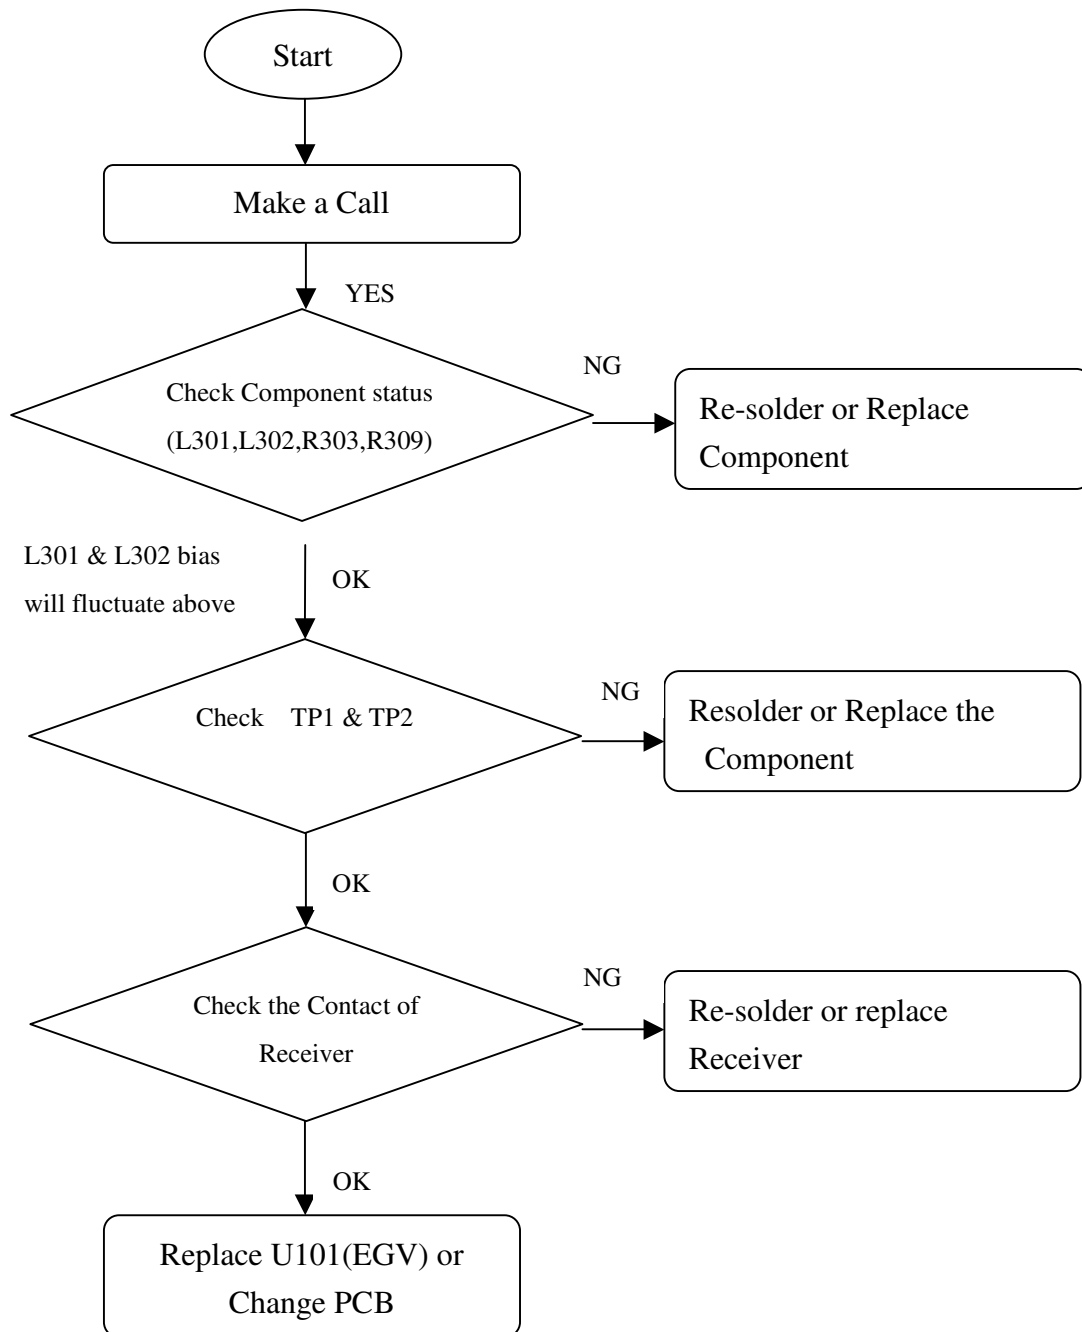 Start
Make a Call
YES
Check Component status
(L301,L302,R303,R309)
NG
Re-solder or Replace
Component
L301 & L302 bias
will fluctuate above
OK
Check TP1 & TP2
NG
Resolder or Replace the
Component
OK
Check the Contact of
Receiver
NG
Re-solder or replace
Receiver
OK
Replace U101(EGV) or
Change PCB